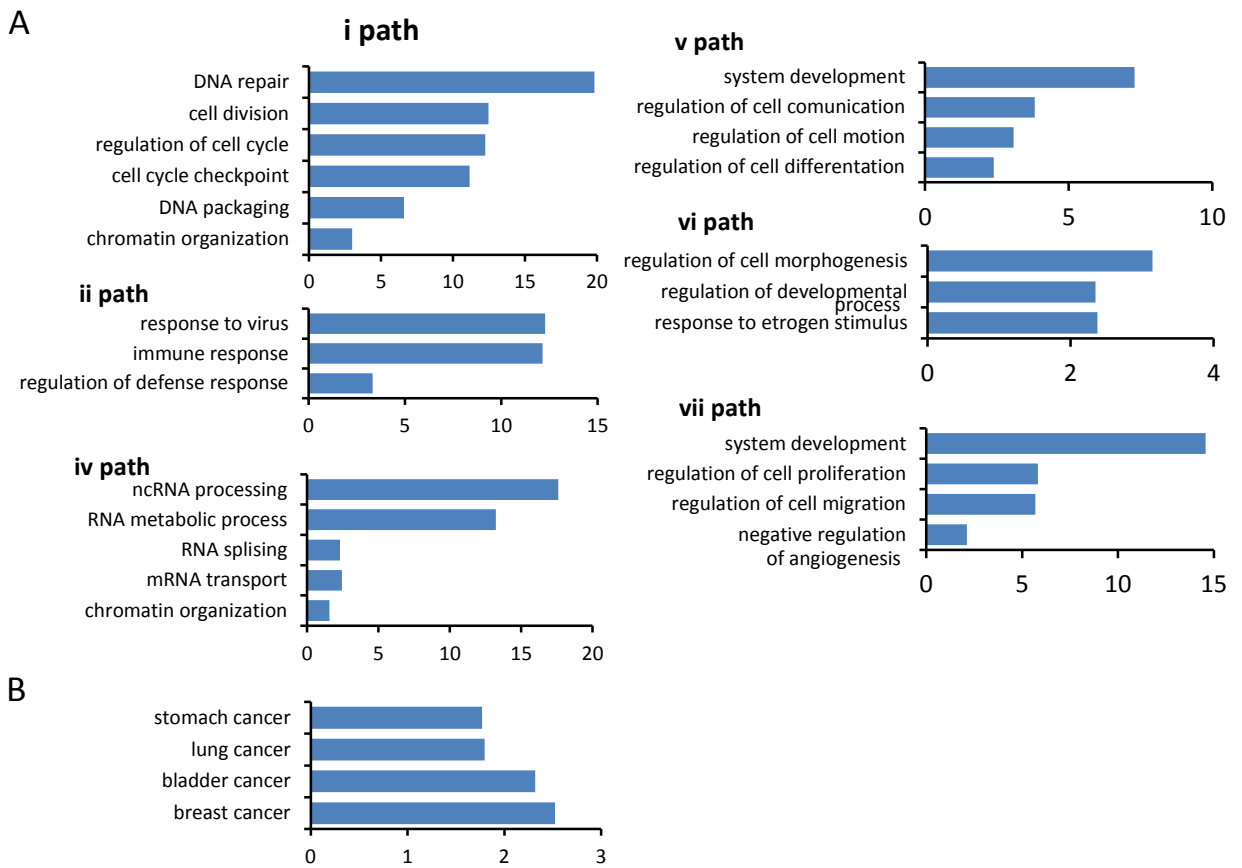 A
i path
DNA repair
cell division
regulation of cell cycle
cell cycle checkpoint
DNA packaging
chromatin organization
0 5 10 15 20
ii path
response to virus
immune response
regulation of defense response
0 5 10 15
iv path
ncRNA processing
RNA metabolic process
RNA splising
mRNA transport
chromatin organization
0 5 10 15 20
v path
system development
regulation of cell comunication
regulation of cell motion
regulation of cell differentation
0 5 10
vi path
regulation of cell morphogenesis
regulation of developmental
process
response to etrogen stimulus
0 2 4
vii path
system development
regulation of cell proliferation
regulation of cell migration
negative regulation
of angiogenesis
0 5 10 15
B
stomach cancer
lung cancer
bladder cancer
breast cancer
0 1 2 3